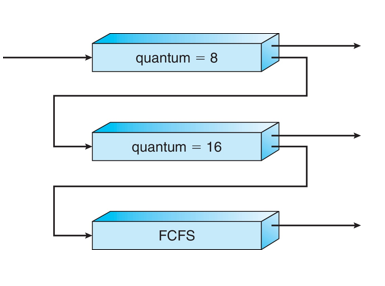 quantum = 8
quantum = 16
FCFS